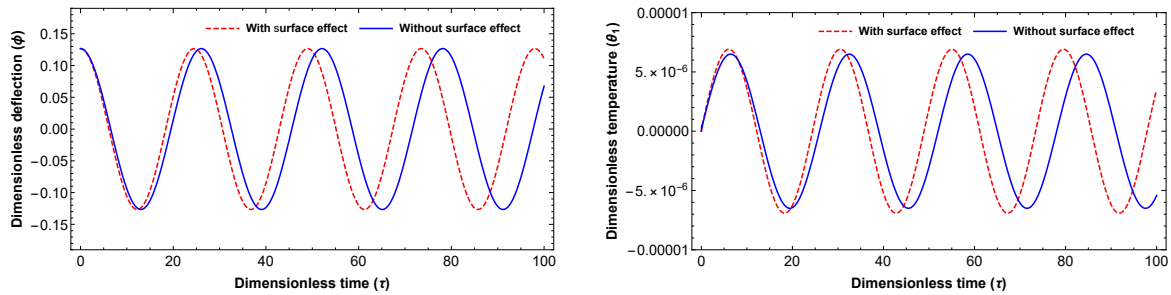 With surface effect
Without surface effect
0.15
0.10
0.05
0.00
−0.05
−0.10
−0.15
Dimensionless deflection (ϕ)
0 20 40 60 80 100
Dimensionless time (τ)
With surface effect
Without surface effect
0.00001
5. × 10⁻⁶
0.00000
−5. × 10⁻⁶
−0.00001
Dimensionless temperature (θ₁)
0 20 40 60 80 100
Dimensionless time (τ)